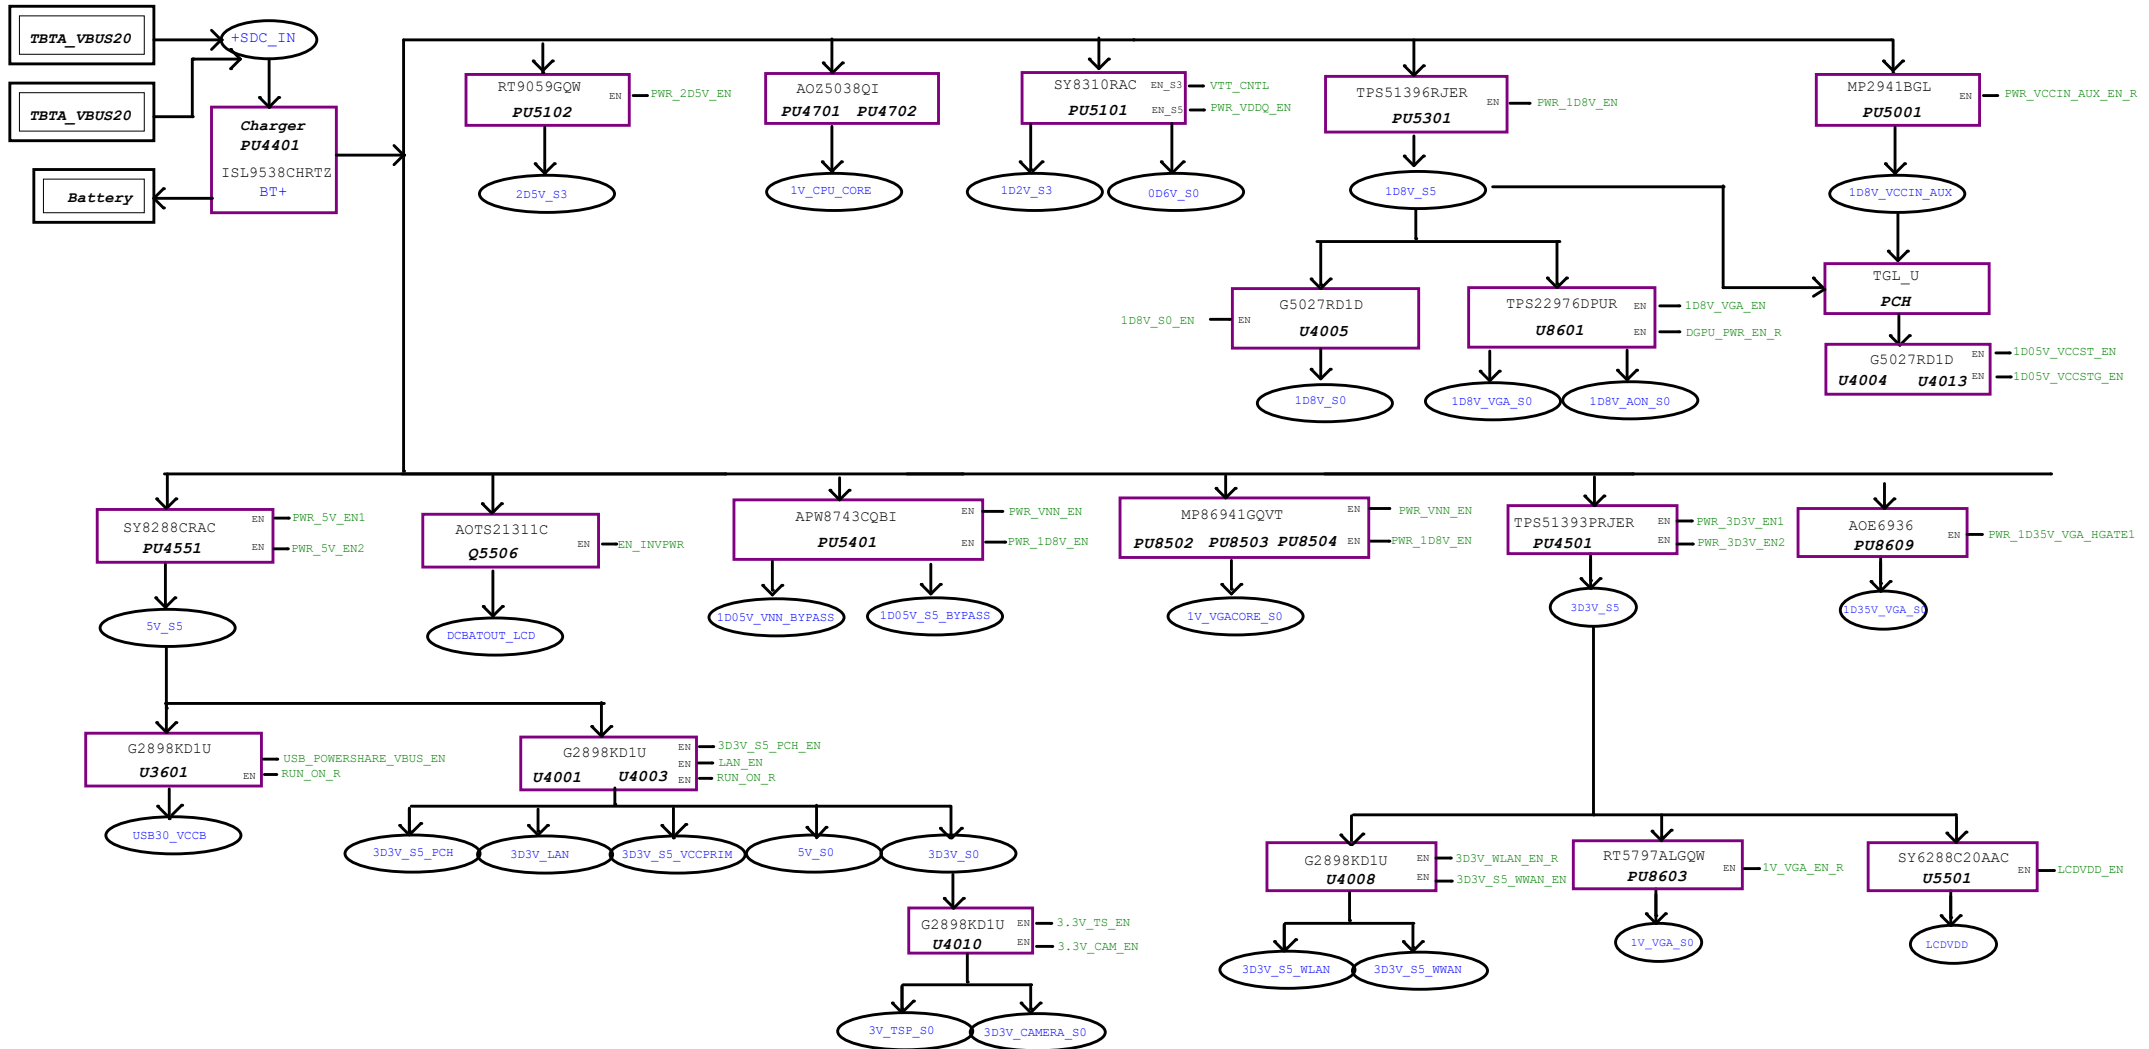 TBTA_VBUS20
+SDC_IN
TBTA_VBUS20
Charger
PU4401
ISL9538CHRTZ
BT+
Battery
RT9059GQW
PU5102
EN
PWR_2D5V_EN
2D5V_S3
AOZ5038QI
PU4701 PU4702
1V_CPU_CORE
SY8310RAC
PU5101
EN_S3
VTT_CNTL
EN_S5
PWR_VDDQ_EN
1D2V_S3
0D6V_S0
TPS51396RJER
PU5301
EN
PWR_1D8V_EN
1D8V_S5
MP2941BGL
PU5001
EN
PWR_VCCIN_AUX_EN_R
1D8V_VCCIN_AUX
TGL_U
PCH
G5027RD1D
U4004 U4013
EN
1D05V_VCCST_EN
EN
1D05V_VCCSTG_EN
1D8V_S0_EN
EN
G5027RD1D
U4005
1D8V_S0
TPS22976DPUR
U8601
EN
1D8V_VGA_EN
EN
DGPU_PWR_EN_R
1D8V_VGA_S0
1D8V_AON_S0
SY8288CRAC
PU4551
EN
PWR_5V_EN1
EN
PWR_5V_EN2
5V_S5
AOTS21311C
Q5506
EN
EN_INVPWR
DCBATOUT_LCD
APW8743CQBI
PU5401
EN
PWR_VNN_EN
EN
PWR_1D8V_EN
1D05V_VNN_BYPASS
1D05V_S5_BYPASS
MP86941GQVT
PU8502 PU8503 PU8504
EN
PWR_VNN_EN
EN
PWR_1D8V_EN
1V_VGACORE_S0
TPS51393PRJER
PU4501
EN
PWR_3D3V_EN1
EN
PWR_3D3V_EN2
3D3V_S5
AOE6936
PU8609
EN
PWR_1D35V_VGA_HGATE1
1D35V_VGA_S0
G2898KD1U
U3601
USB_POWERSHARE_VBUS_EN
EN
RUN_ON_R
USB30_VCCB
G2898KD1U
U4001 U4003
EN
3D3V_S5_PCH_EN
EN
LAN_EN
EN
RUN_ON_R
3D3V_S5_PCH
3D3V_LAN
3D3V_S5_VCCPRIM
5V_S0
3D3V_S0
G2898KD1U
U4010
EN
3.3V_TS_EN
EN
3.3V_CAM_EN
3V_TSP_S0
3D3V_CAMERA_S0
G2898KD1U
U4008
EN
3D3V_WLAN_EN_R
EN
3D3V_S5_WWAN_EN
3D3V_S5_WLAN
3D3V_S5_WWAN
RT5797ALGQW
PU8603
EN
1V_VGA_EN_R
1V_VGA_S0
SY6288C20AAC
U5501
EN
LCDVDD_EN
LCDVDD